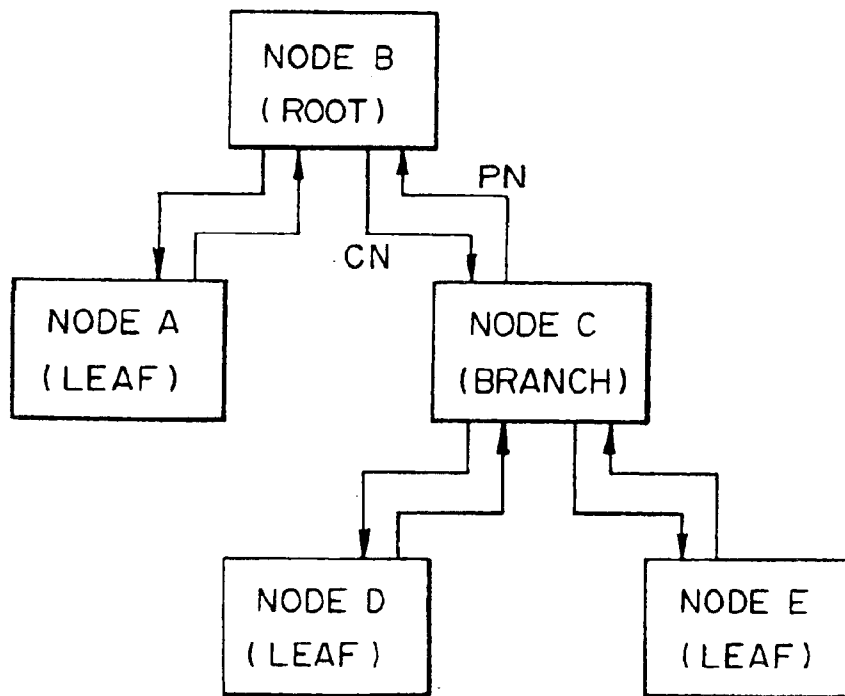 NODE B
(ROOT)
PN
CN
NODE A
(LEAF)
NODE C
(BRANCH)
NODE D
(LEAF)
NODE E
(LEAF)